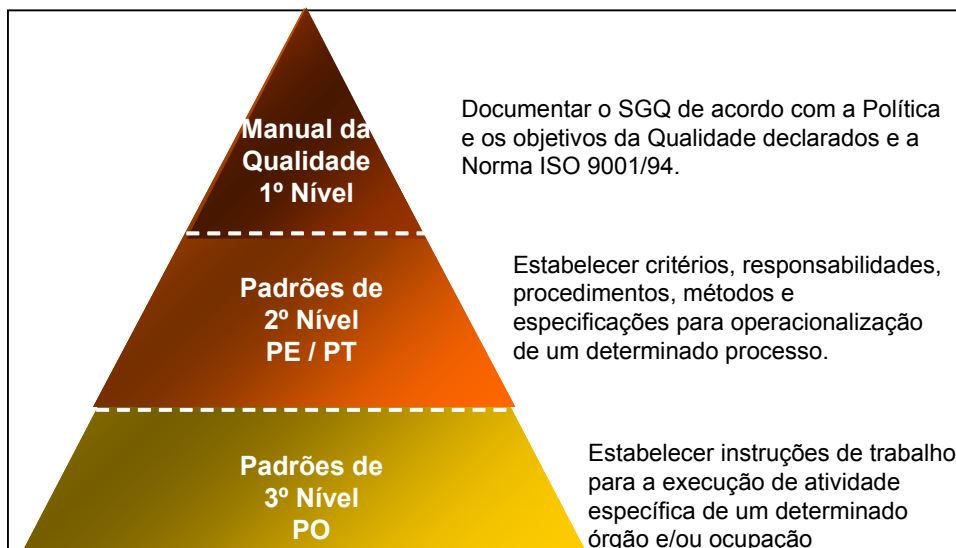 Manual da
Qualidade
1º Nível
Documentar o SGQ de acordo com a Política
e os objetivos da Qualidade declarados e a
Norma ISO 9001/94.
Padrões de
2º Nível
PE / PT
Estabelecer critérios, responsabilidades,
procedimentos, métodos e
especificações para operacionalização
de um determinado processo.
Padrões de
3º Nível
PO
Estabelecer instruções de trabalho
para a execução de atividade
específica de um determinado
órgão e/ou ocupação